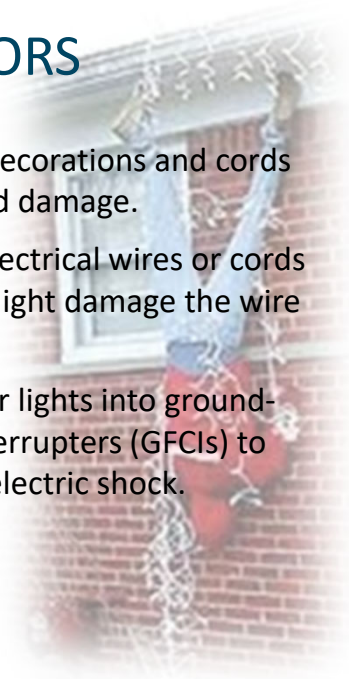 ORS
ecorations and cords
d damage.
ectrical wires or cords
ight damage the wire
r lights into ground-
errupters (GFCIs) to
electric shock.